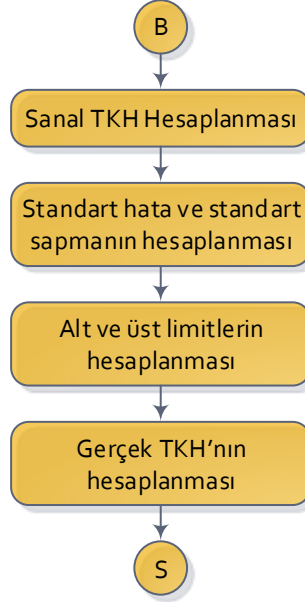 B
Sanal TKH Hesaplanması
Standart hata ve standart
sapmanın hesaplanması
Alt ve üst limitlerin
hesaplanması
Gerçek TKH’nın
hesaplanması
S